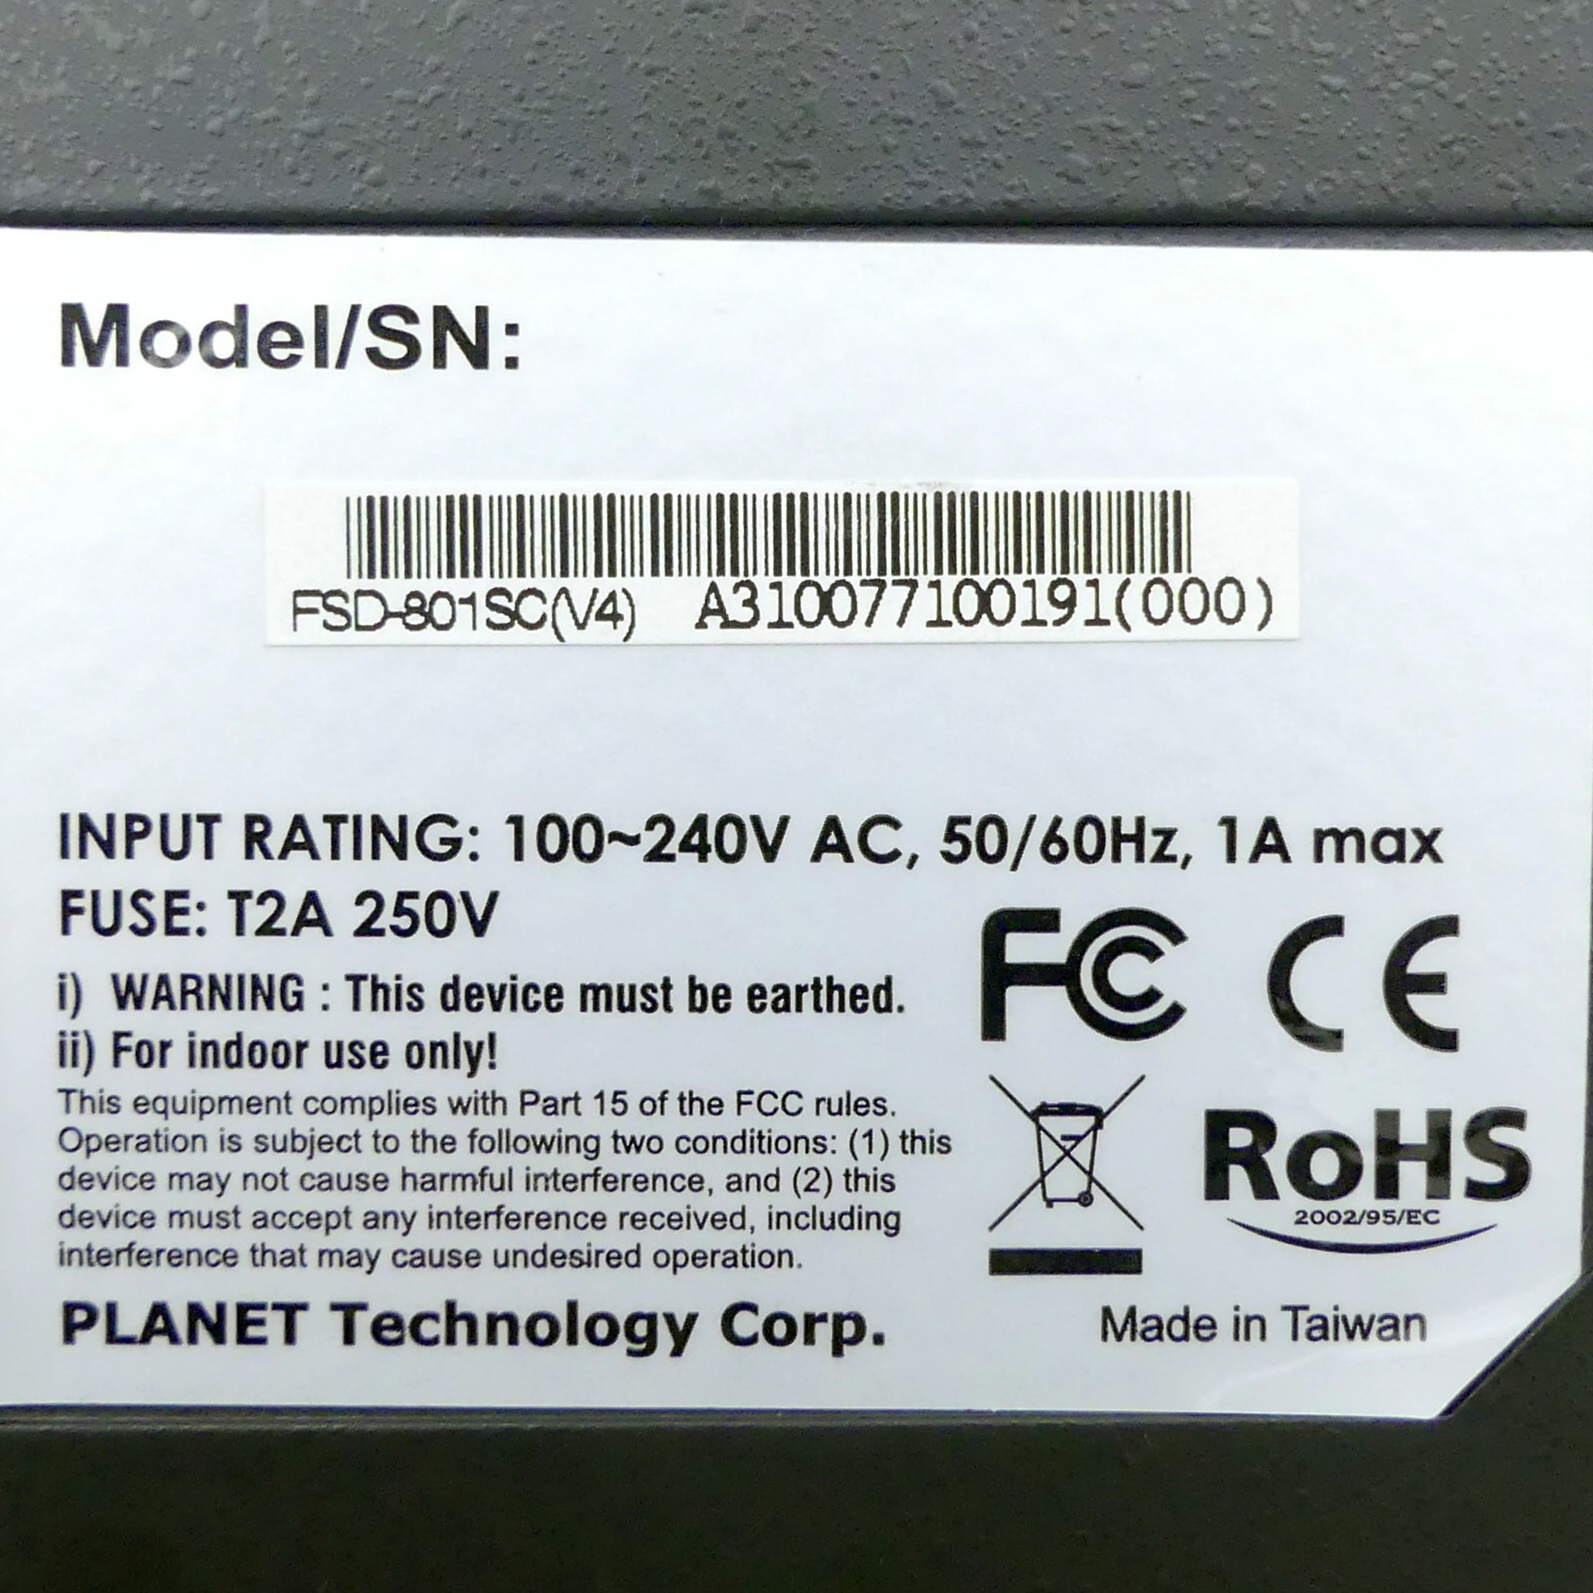 Model/SN:
FSD-801SC(V4) A310077100191(000)
INPUT RATING: 100~240V AC, 50/60Hz, 1A max
FUSE: T2A 250V
i) WARNING : This device must be earthed.
ii) For indoor use only!
This equipment complies with Part 15 of the FCC rules.
Operation is subject to the following two conditions: (1) this
device may not cause harmful interference, and (2) this
device must accept any interference received, including
interference that may cause undesired operation.
PLANET Technology Corp.
FC CE
RoHS
2002/95/EC
Made in Taiwan